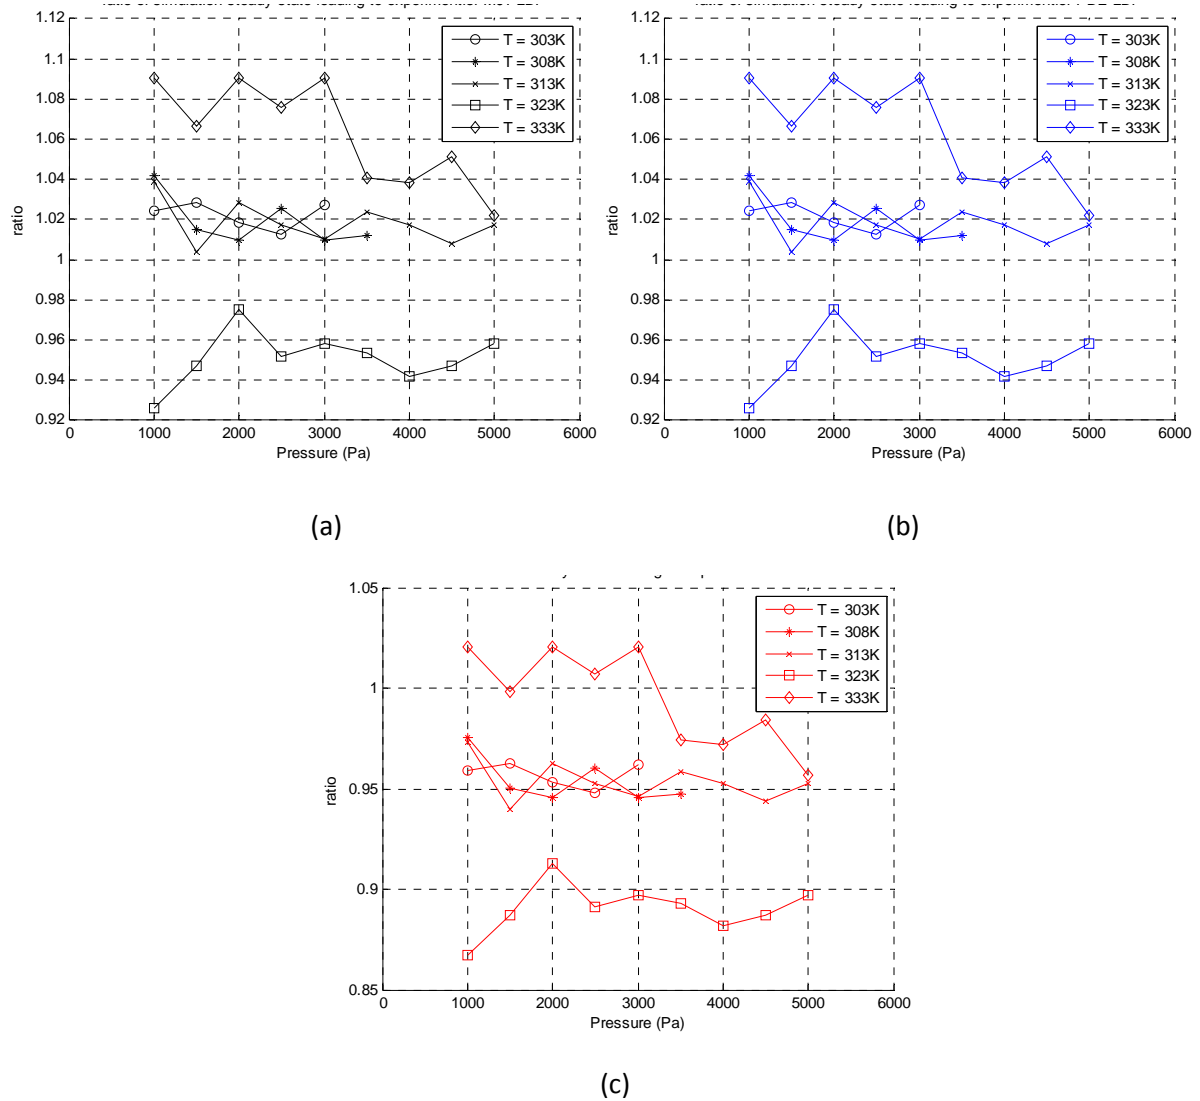 1.12
1.1
1.08
1.06
1.04
1.02
1
0.98
0.96
0.94
0.92
0
1000
2000
3000
4000
5000
6000
ratio
Pressure (Pa)
T = 303K
T = 308K
T = 313K
T = 323K
T = 333K
(a)
1.12
1.1
1.08
1.06
1.04
1.02
1
0.98
0.96
0.94
0.92
0
1000
2000
3000
4000
5000
6000
ratio
Pressure (Pa)
T = 303K
T = 308K
T = 313K
T = 323K
T = 333K
(b)
1.05
1
0.95
0.9
0.85
0
1000
2000
3000
4000
5000
6000
ratio
Pressure (Pa)
T = 303K
T = 308K
T = 313K
T = 323K
T = 333K
(c)